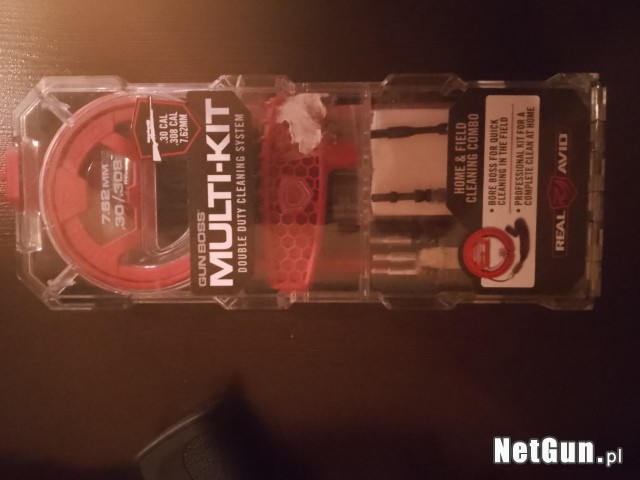 .30 CAL
.308 CAL
7.62MM
7.62 MM
.30/.308
GUN BOSS
MULTI-KIT
DOUBLE DUTY CLEANING SYSTEM
HOME & FIELD
CLEANING COMBO
• BORE BOSS FOR QUICK
CLEANING IN THE FIELD
• PROFESSIONAL KIT FOR A
COMPLETE CLEAN AT HOME
REAL AVID
NetGun.pl